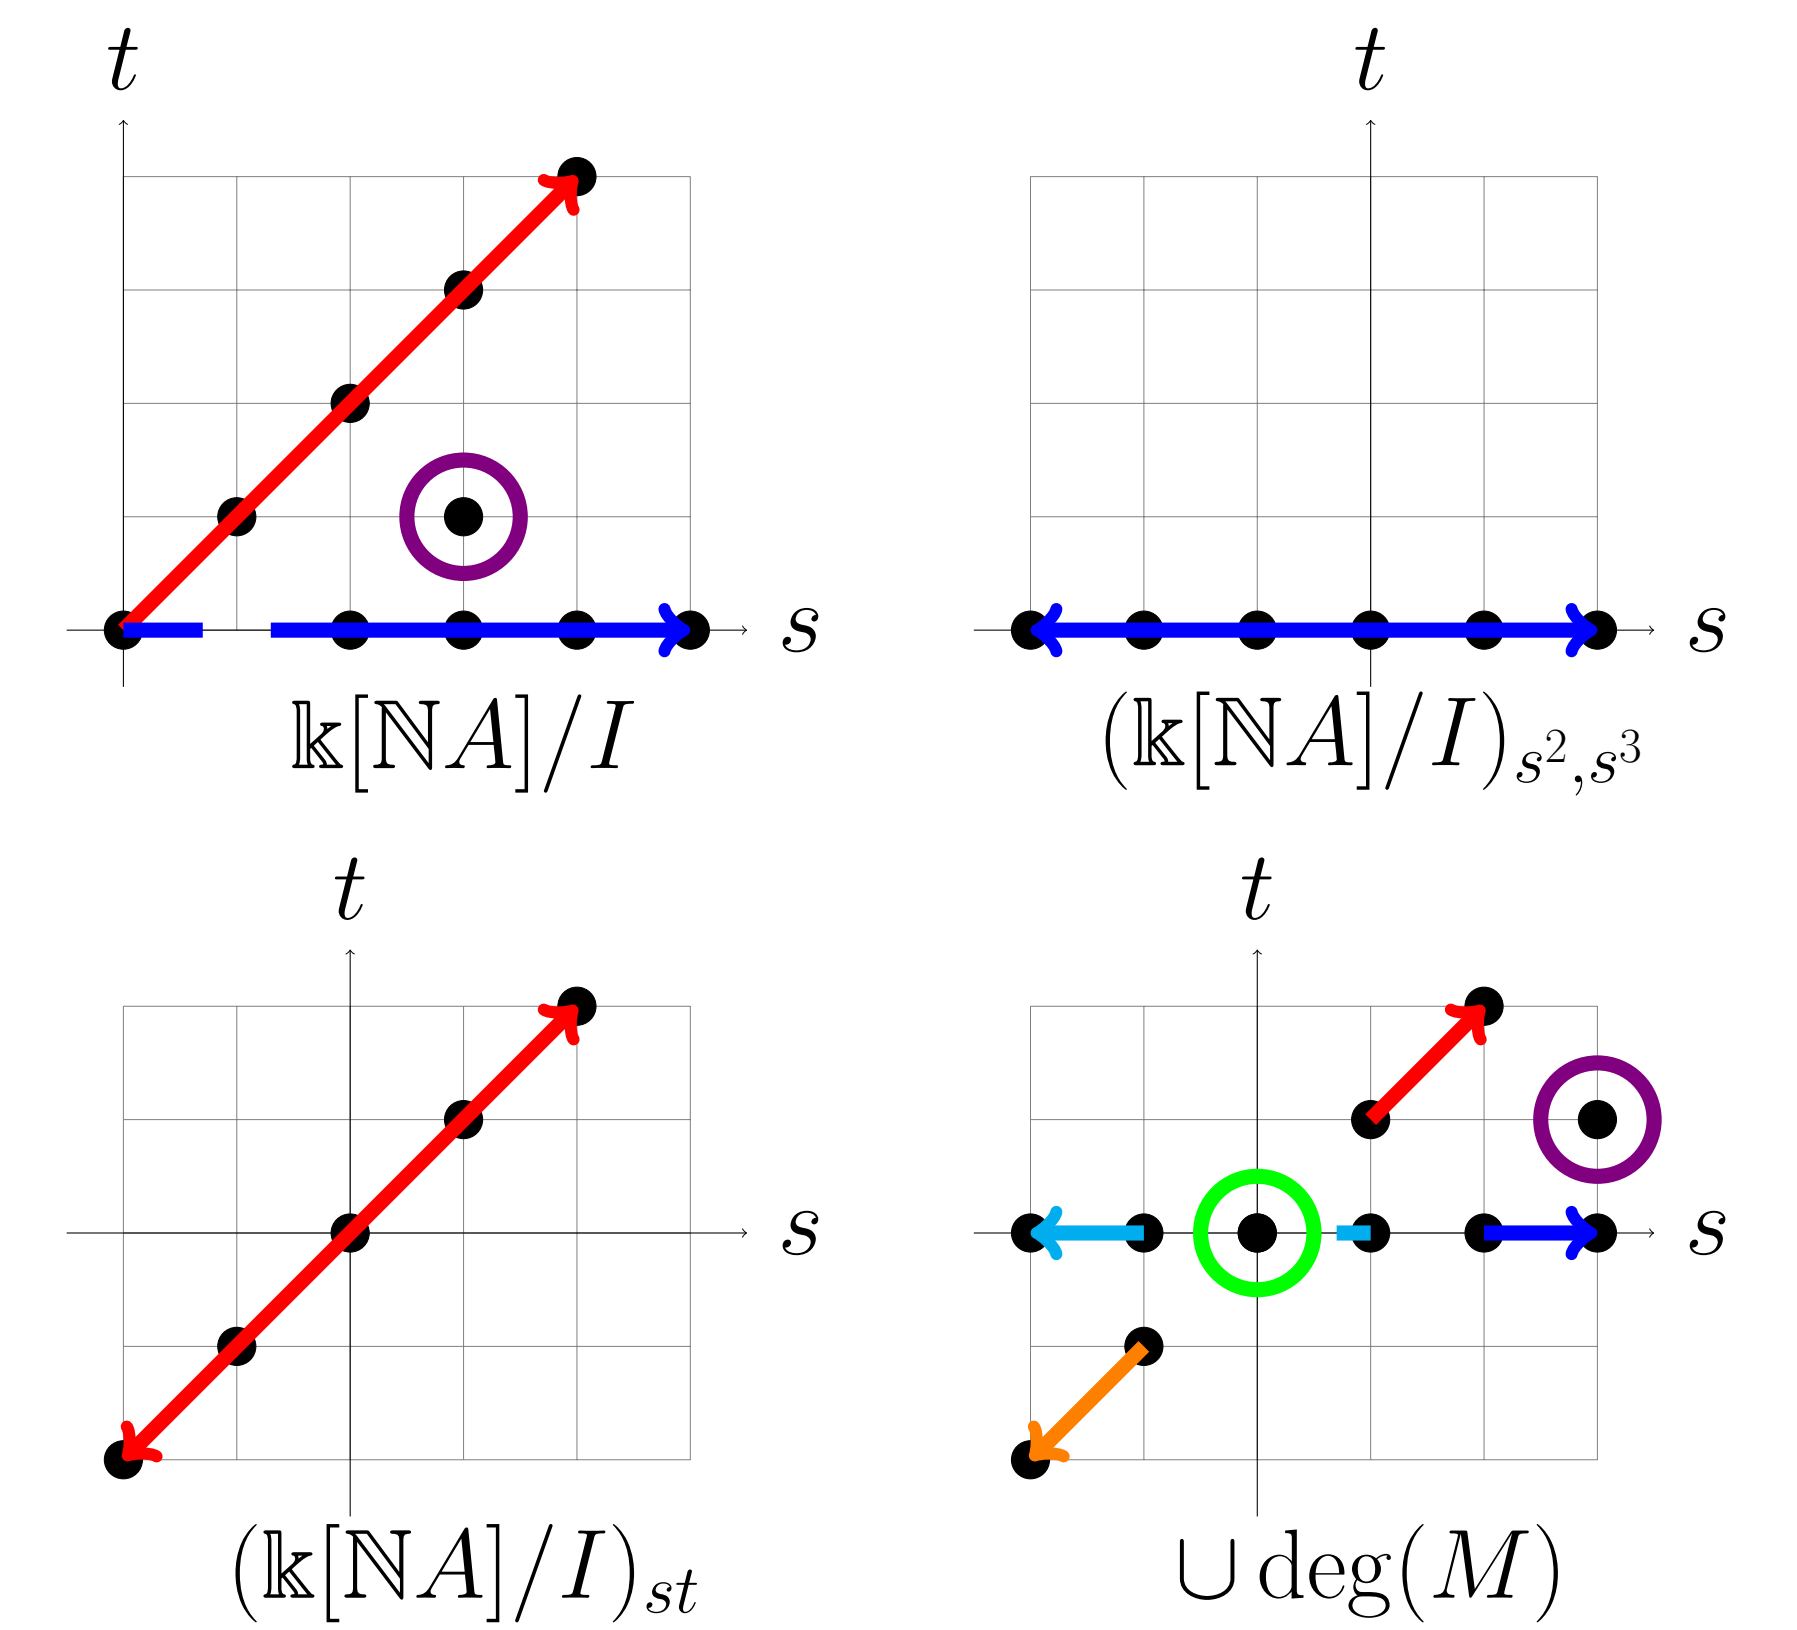 t t
s s
𝕜[ℕA]/I (𝕜[ℕA]/I)_{s^2,s^3}
t t
s s
(𝕜[ℕA]/I)_{st} ∪ deg(M)